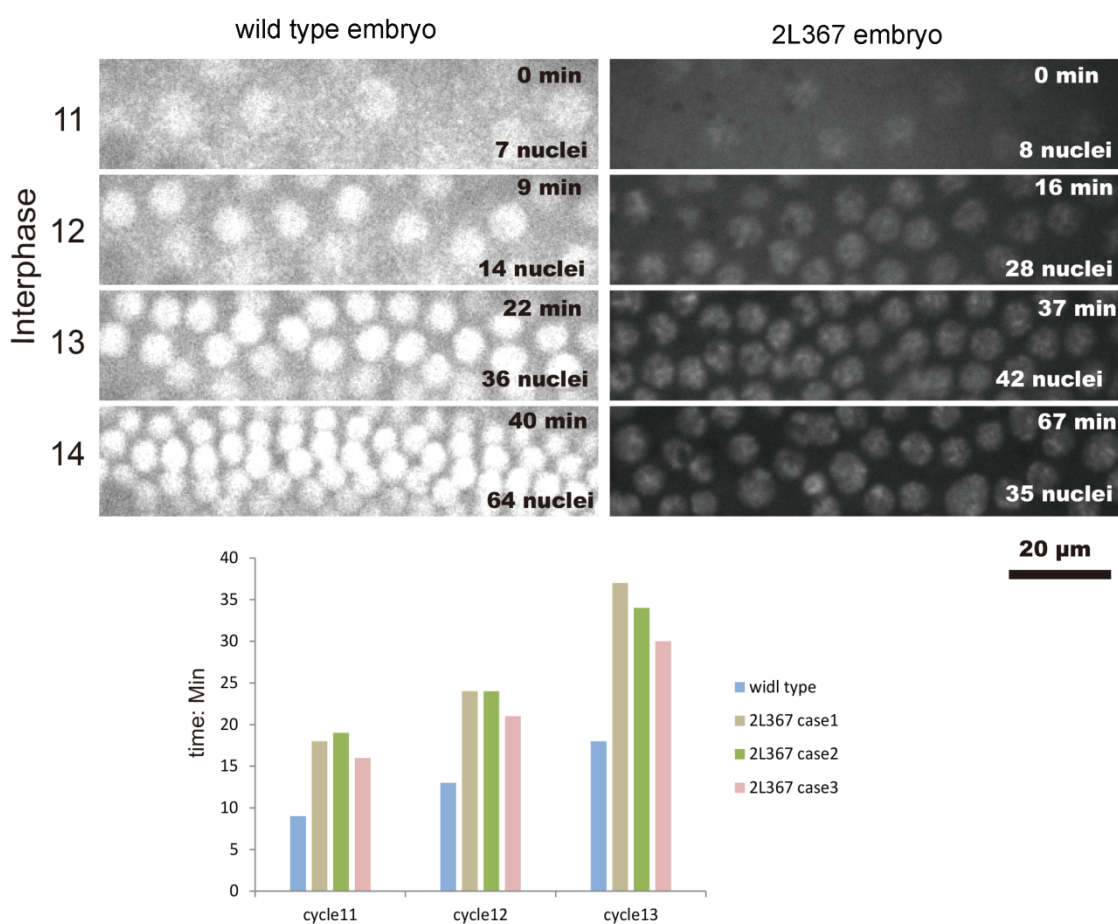 wild type embryo
2L367 embryo
Interphase
11
0 min
7 nuclei
0 min
8 nuclei
12
9 min
14 nuclei
16 min
28 nuclei
13
22 min
36 nuclei
37 min
42 nuclei
14
40 min
64 nuclei
67 min
35 nuclei
20 µm
time: Min
40
35
30
25
20
15
10
5
0
cycle11
cycle12
cycle13
widl type
2L367 case1
2L367 case2
2L367 case3